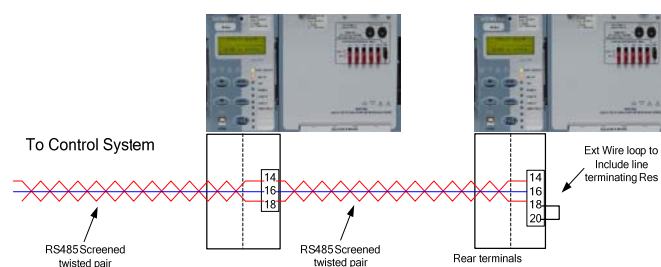 To Control System
14
16
18
14
16
18
20
Ext Wire loop to
Include line
terminating Res
RS485 Screened
twisted pair
RS485 Screened
twisted pair
Rear terminals